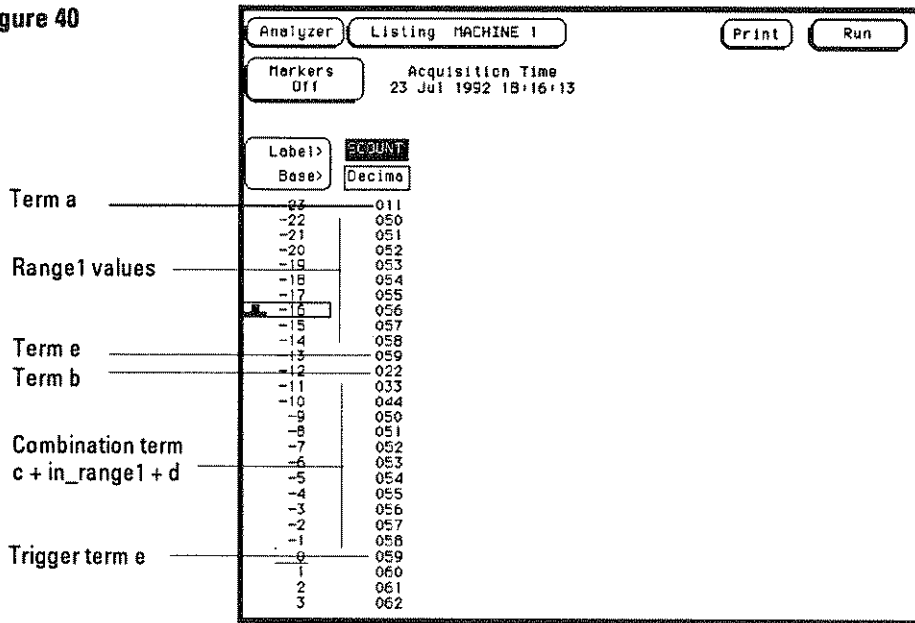 gure 40
Analyzer Listing MACHINE 1 Print Run
Markers Off
Acquisition Time
23 Jul 1992 18:16:13
Label> SCOUNT
Base> Decima
Term a -23 011
-22 050
-21 051
-20 052
Range1 values -19 053
-18 054
-17 055
-16 056
-15 057
-14 058
Term e -13 059
Term b -12 022
-11 033
-10 044
-9 050
-8 051
-7 052
Combination term
c + in_range1 + d
-6 053
-5 054
-4 055
-3 056
-2 057
-1 058
Trigger term e 0 059
1 060
2 061
3 062